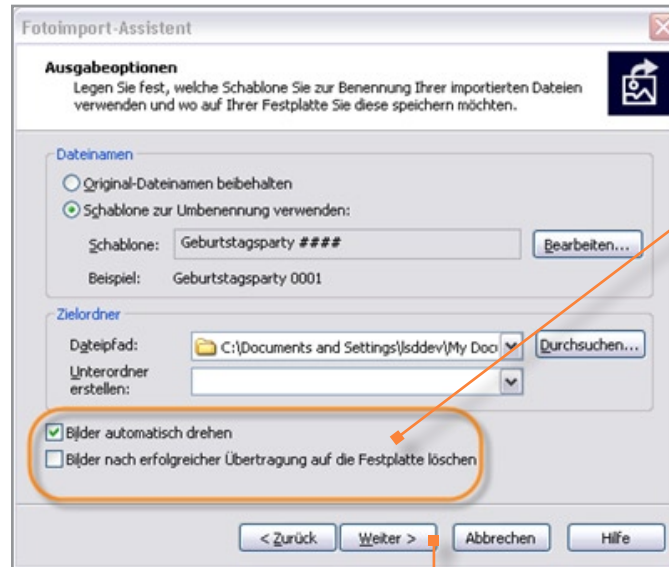 Fotoimport-Assistent
Ausgabeoptionen
Legen Sie fest, welche Schablone Sie zur Benennung Ihrer importierten Dateien
verwenden und wo auf Ihrer Festplatte Sie diese speichern möchten.
Dateinamen
Original-Dateinamen beibehalten
Schablone zur Umbenennung verwenden:
Schablone: Geburtstagsparty #### Bearbeiten...
Beispiel: Geburtstagsparty 0001
Zielordner
Dateipfad: C:\Documents and Settings\lsddev\My Doc Durchsuchen...
Unterordner
erstellen:
Bilder automatisch drehen
Bilder nach erfolgreicher Übertragung auf die Festplatte löschen
< Zurück Weiter > Abbrechen Hilfe